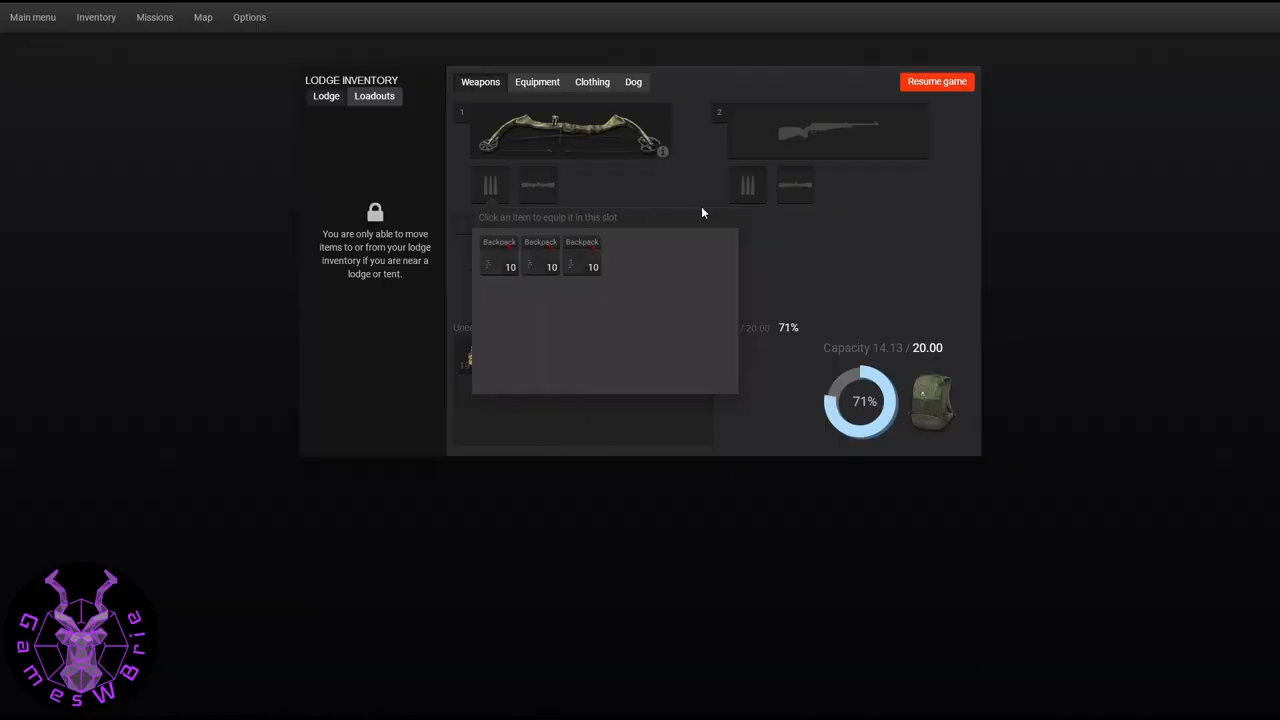 Main menu Inventory Missions Map Options
LODGE INVENTORY
Lodge Loadouts
You are only able to move
items to or from your lodge
inventory if you are near a
lodge or tent.
Weapons Equipment Clothing Dog
Resume game
1
2
Click an item to equip it in this slot
Backpack Backpack Backpack
10 10 10
/ 20.00 71%
19
Capacity 14.13 / 20.00
71%
GamesWBria